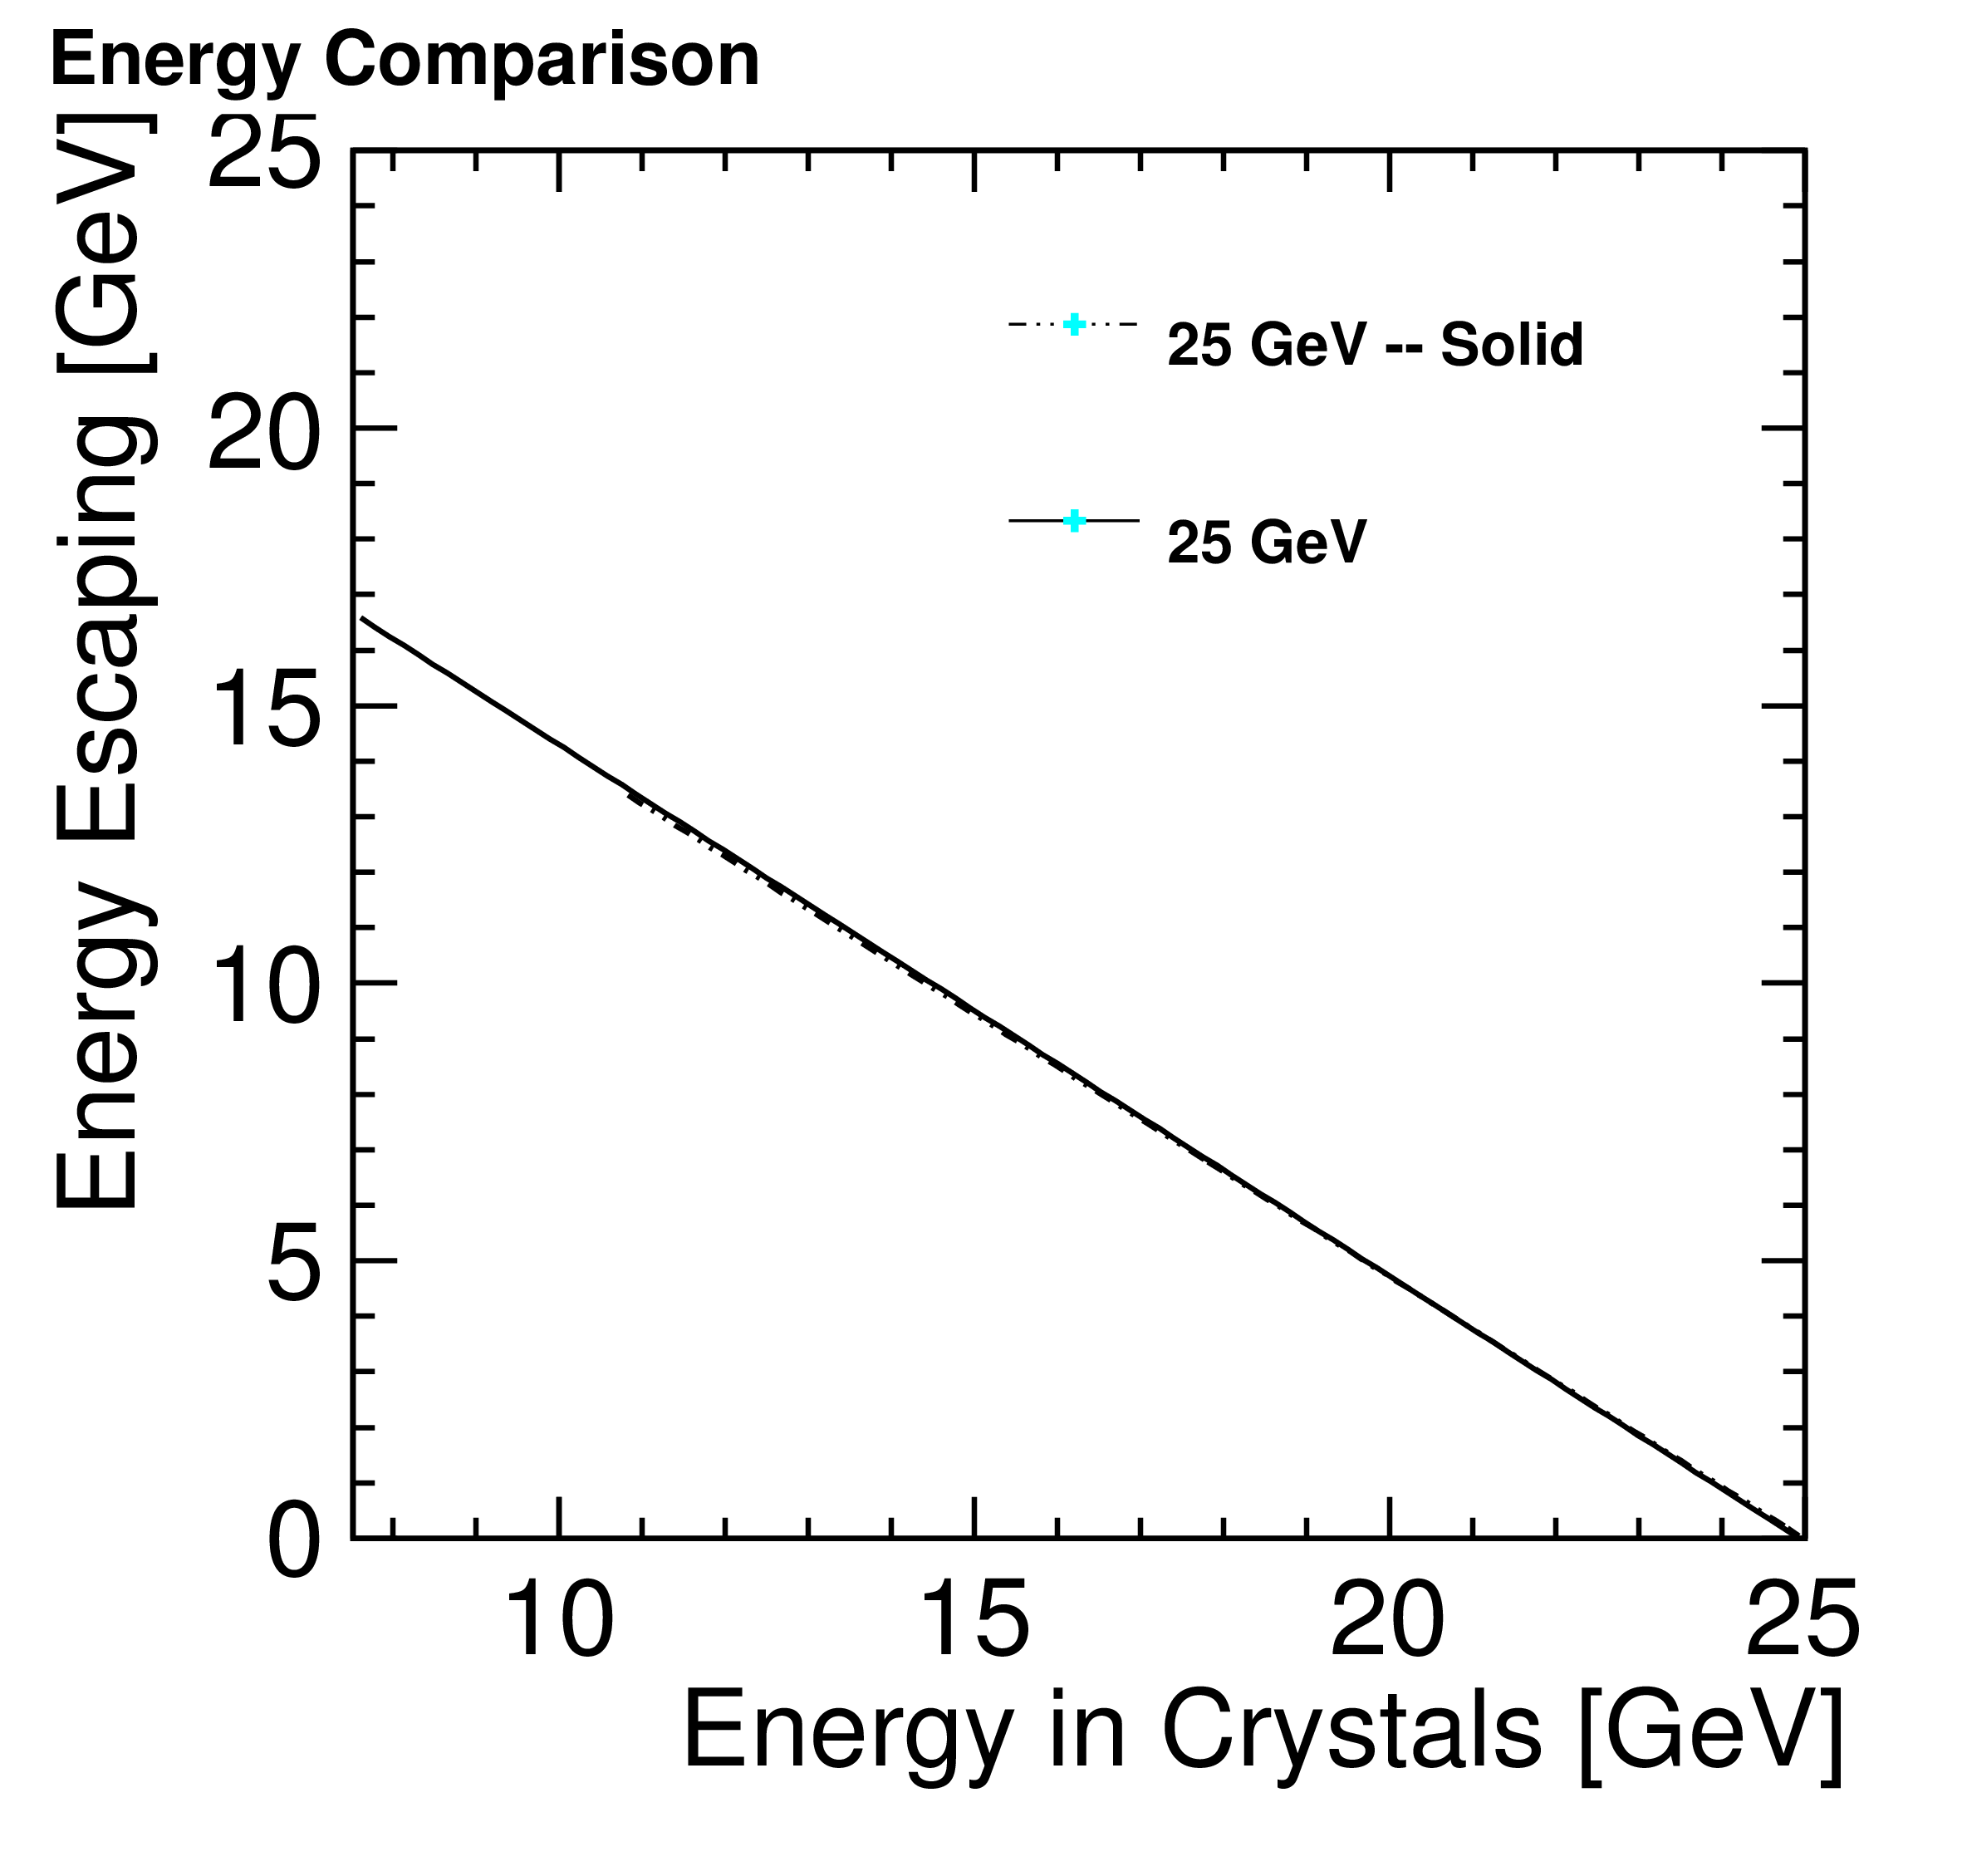 Energy Comparison
Energy Escaping [GeV]
25
20
15
10
5
0
25 GeV -- Solid
25 GeV
10 15 20 25
Energy in Crystals [GeV]